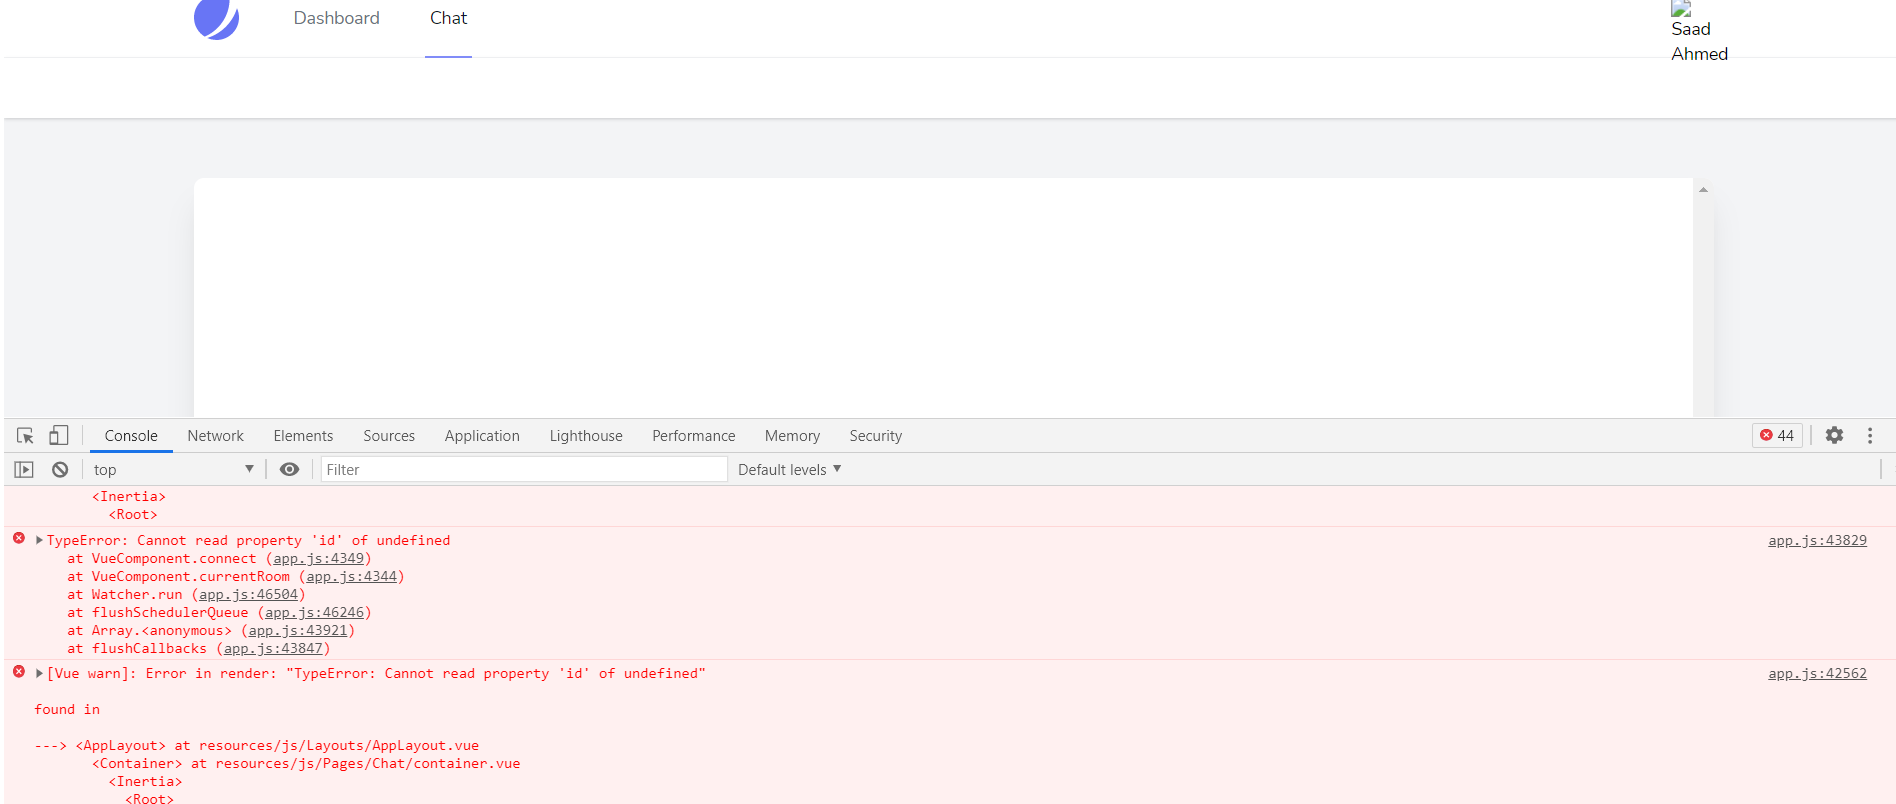 Dashboard Chat
Saad
Ahmed
Console Network Elements Sources Application Lighthouse Performance Memory Security 44
top Filter Default levels
<Inertia>
<Root>
TypeError: Cannot read property 'id' of undefined app.js:43829
at VueComponent.connect (app.js:4349)
at VueComponent.currentRoom (app.js:4344)
at Watcher.run (app.js:46504)
at flushSchedulerQueue (app.js:46246)
at Array.<anonymous> (app.js:43921)
at flushCallbacks (app.js:43847)
[Vue warn]: Error in render: "TypeError: Cannot read property 'id' of undefined" app.js:42562
found in
---> <AppLayout> at resources/js/Layouts/AppLayout.vue
<Container> at resources/js/Pages/Chat/container.vue
<Inertia>
<Root>